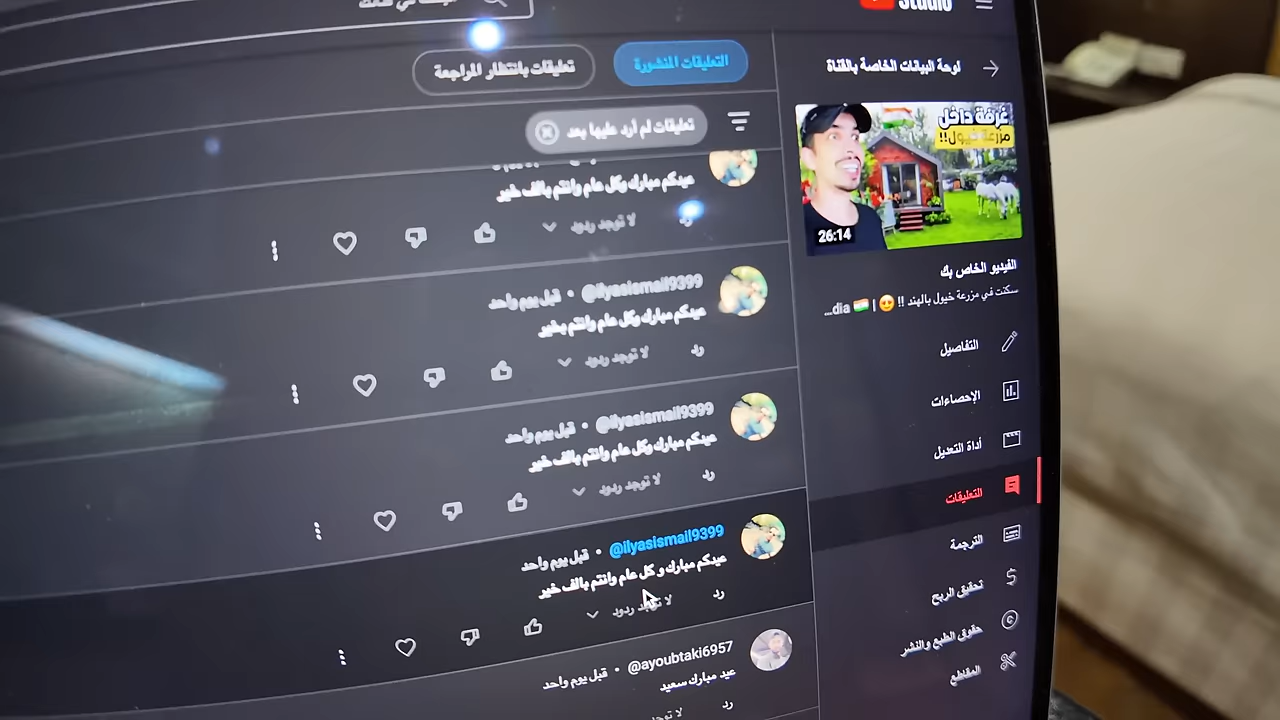 Studio
لوحة البيانات الخاصة بالقناة
غرفة داخل
مزرعة خيول!!
26:14
الفيديو الخاص بك
سكنت في مزرعة خيول بالهند !! 😍 | 🇮🇳 dia...
التفاصيل
الإحصاءات
أداة التعديل
التعليقات
الترجمة
تحقيق الربح
حقوق الطبع والنشر
المقاطع
التعليقات المنشورة
تعليقات بانتظار المراجعة
تعليقات لم أرد عليها بعد
عيدكم مبارك وكل عام وانتم بالف خير
رد
لا توجد ردود
@ilyasismail9399 • قبل يوم واحد
عيدكم مبارك وكل عام وانتم بخير
رد
لا توجد ردود
@ilyasismail9399 • قبل يوم واحد
عيدكم مبارك وكل عام وانتم بالف خير
رد
لا توجد ردود
@ilyasismail9399 • قبل يوم واحد
عيدكم مبارك و كل عام وانتم بالف خير
رد
لا توجد ردود
@ayoubtaki6957 • قبل يوم واحد
عيد مبارك سعيد
رد
لا توجد